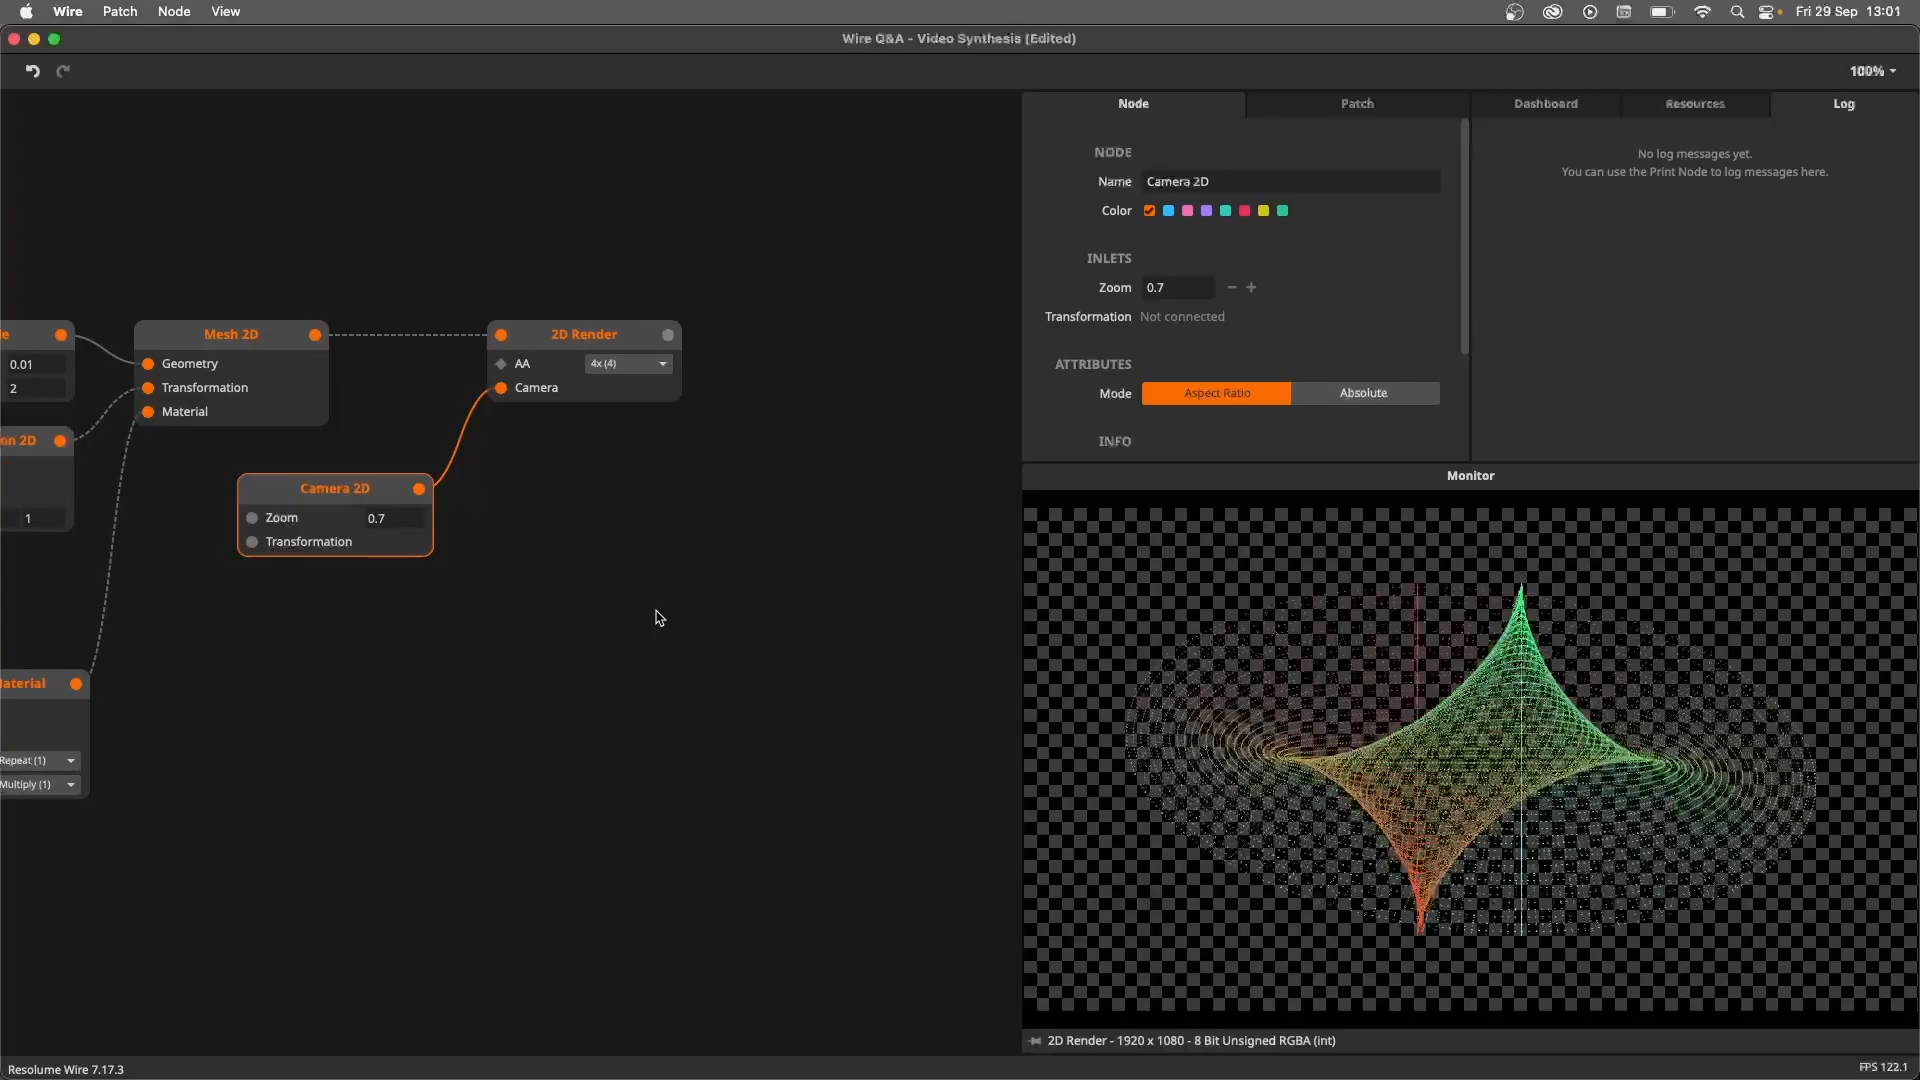 Wire Patch Node View
Fri 29 Sep 13:01
Wire Q&A - Video Synthesis (Edited)
100%
Node Patch Dashboard Resources Log
NODE
Name Camera 2D
Color
INLETS
Zoom 0.7 − +
Transformation Not connected
ATTRIBUTES
Mode Aspect Ratio Absolute
INFO
No log messages yet.
You can use the Print Node to log messages here.
0.01
2
on 2D
1
aterial
Repeat (1)
Multiply (1)
Mesh 2D
Geometry
Transformation
Material
Camera 2D
Zoom 0.7
Transformation
2D Render
AA 4x (4)
Camera
Monitor
2D Render - 1920 x 1080 - 8 Bit Unsigned RGBA (int)
Resolume Wire 7.17.3
FPS 122.1